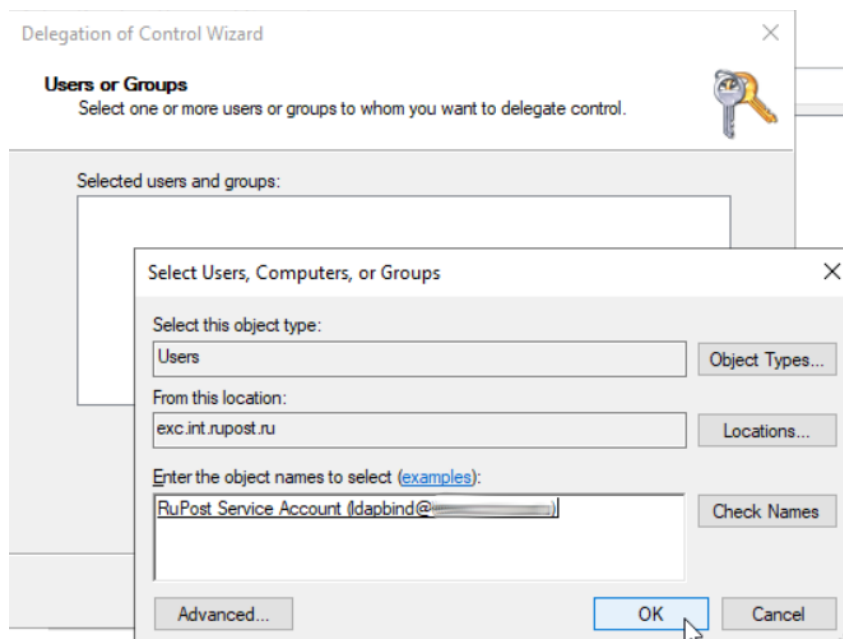 Delegation of Control Wizard
Users or Groups
Select one or more users or groups to whom you want to delegate control.
Selected users and groups:
Select Users, Computers, or Groups
Select this object type:
Users
Object Types...
From this location:
exc.int.rupost.ru
Locations...
Enter the object names to select (examples):
RuPost Service Account (ldapbind@ )
Check Names
Advanced...
OK
Cancel